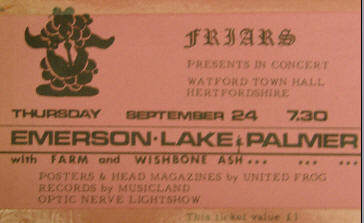 FRIARS
PRESENTS IN CONCERT
WATFORD TOWN HALL
HERTFORDSHIRE
THURSDAY SEPTEMBER 24 7.30
EMERSON·LAKE & PALMER
with FARM and WISHBONE ASH... ... ...
POSTERS & HEAD MAGAZINES by UNITED FROG
RECORDS by MUSICLAND
OPTIC NERVE LIGHTSHOW
This ticket value £1